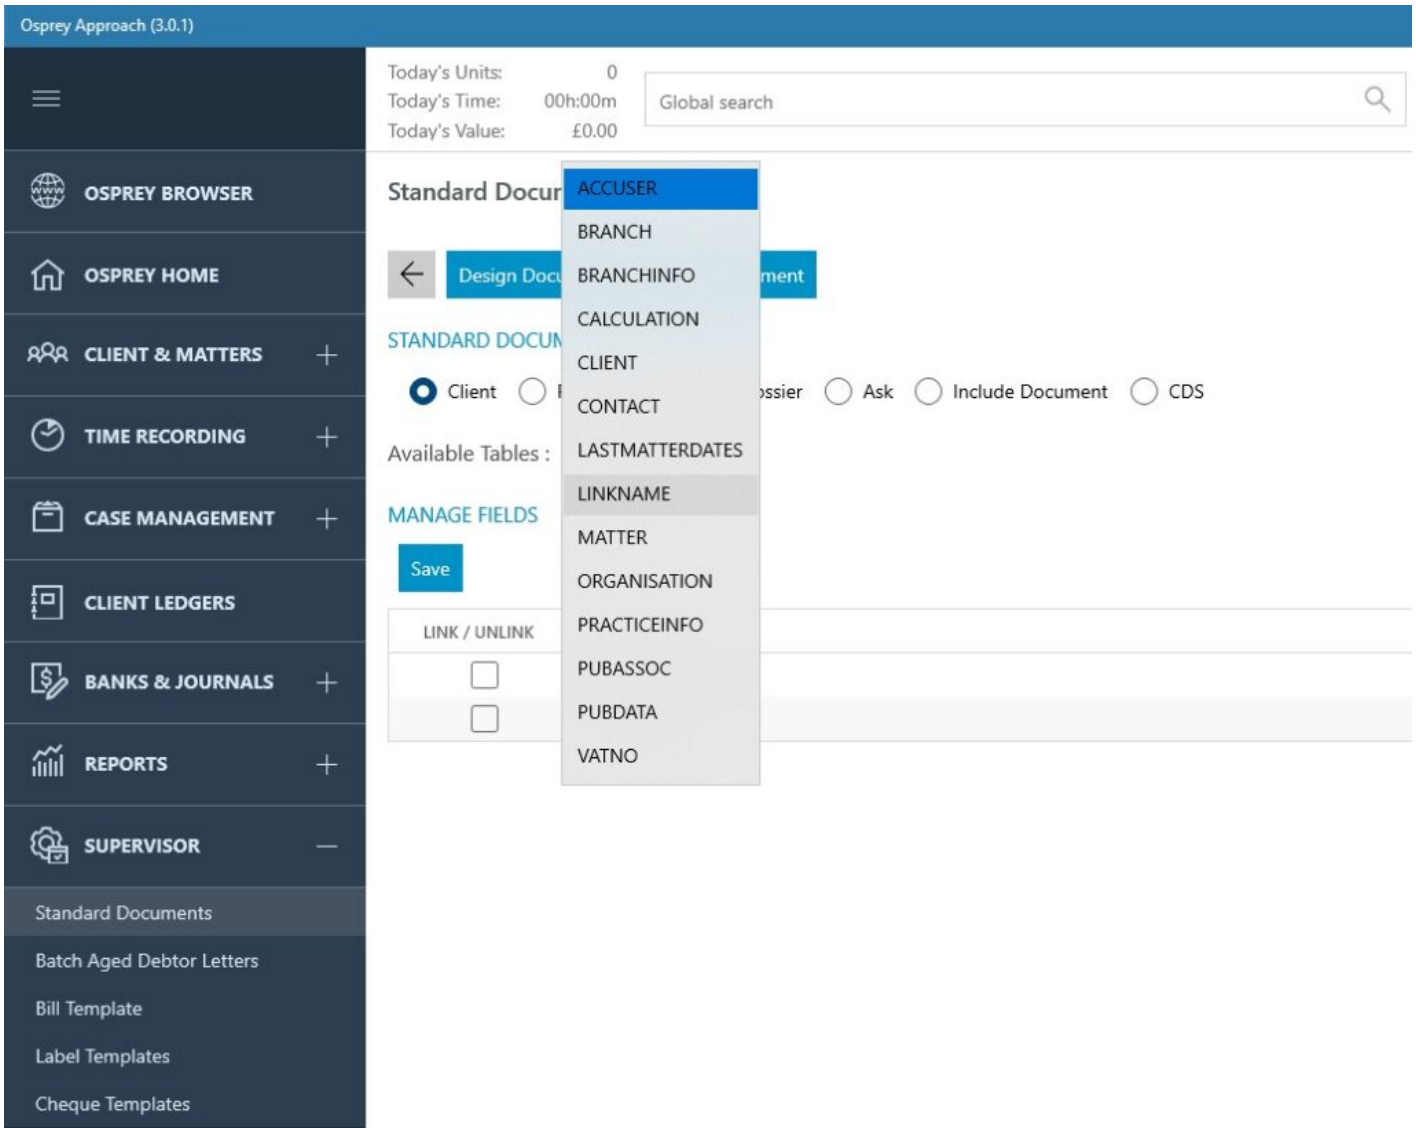 Osprey Approach (3.0.1)
Today's Units: 0
Today's Time: 00h:00m
Today's Value: £0.00
Global search
OSPREY BROWSER
OSPREY HOME
CLIENT & MATTERS
TIME RECORDING
CASE MANAGEMENT
CLIENT LEDGERS
BANKS & JOURNALS
REPORTS
SUPERVISOR
Standard Documents
Batch Aged Debtor Letters
Bill Template
Label Templates
Cheque Templates
Standard Docu
Design Doc
ment
STANDARD DOCU
Client
ossier
Ask
Include Document
CDS
Available Tables :
MANAGE FIELDS
Save
LINK / UNLINK
ACCUSER
BRANCH
BRANCHINFO
CALCULATION
CLIENT
CONTACT
LASTMATTERDATES
LINKNAME
MATTER
ORGANISATION
PRACTICEINFO
PUBASSOC
PUBDATA
VATNO